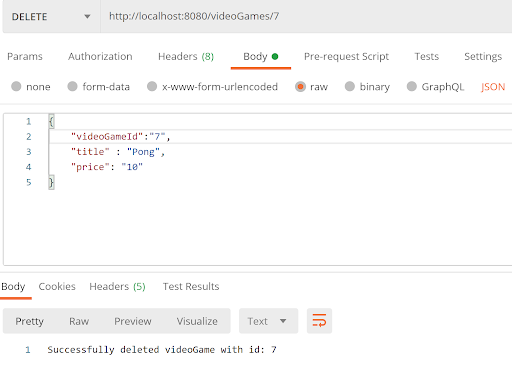 DELETE http://localhost:8080/videoGames/7
Params Authorization Headers (8) Body Pre-request Script Tests Settings
none form-data x-www-form-urlencoded raw binary GraphQL JSON
1 {
2 "videoGameId":"7",
3 "title" : "Pong",
4 "price": "10"
5 }
Body Cookies Headers (5) Test Results
Pretty Raw Preview Visualize Text
1 Successfully deleted videoGame with id: 7